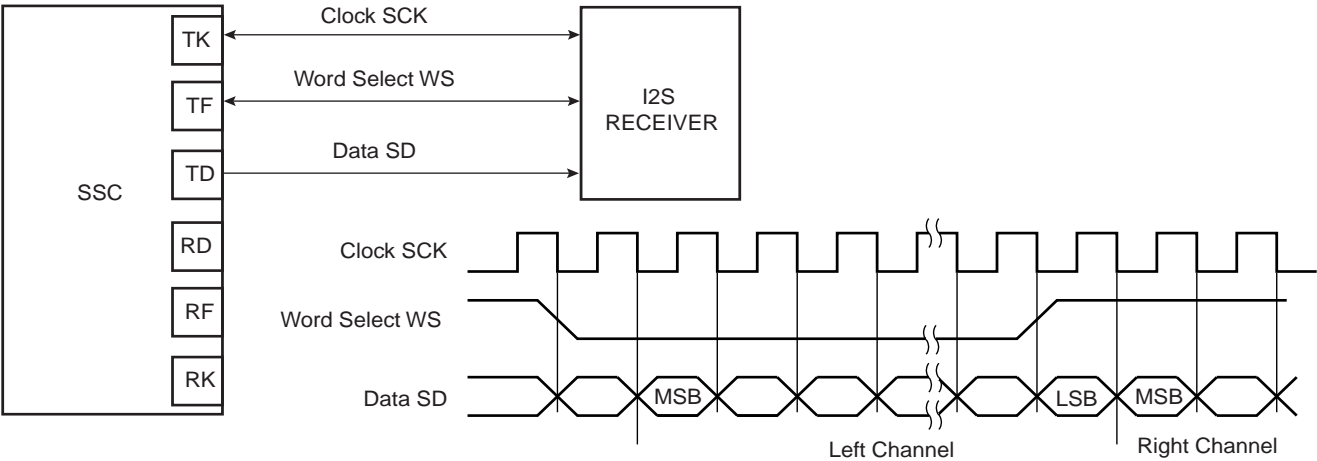 Clock SCK
TK
Word Select WS
TF
I2S
RECEIVER
Data SD
TD
SSC
RD
RF
RK
Clock SCK
Word Select WS
Data SD
MSB
LSB
MSB
Left Channel
Right Channel